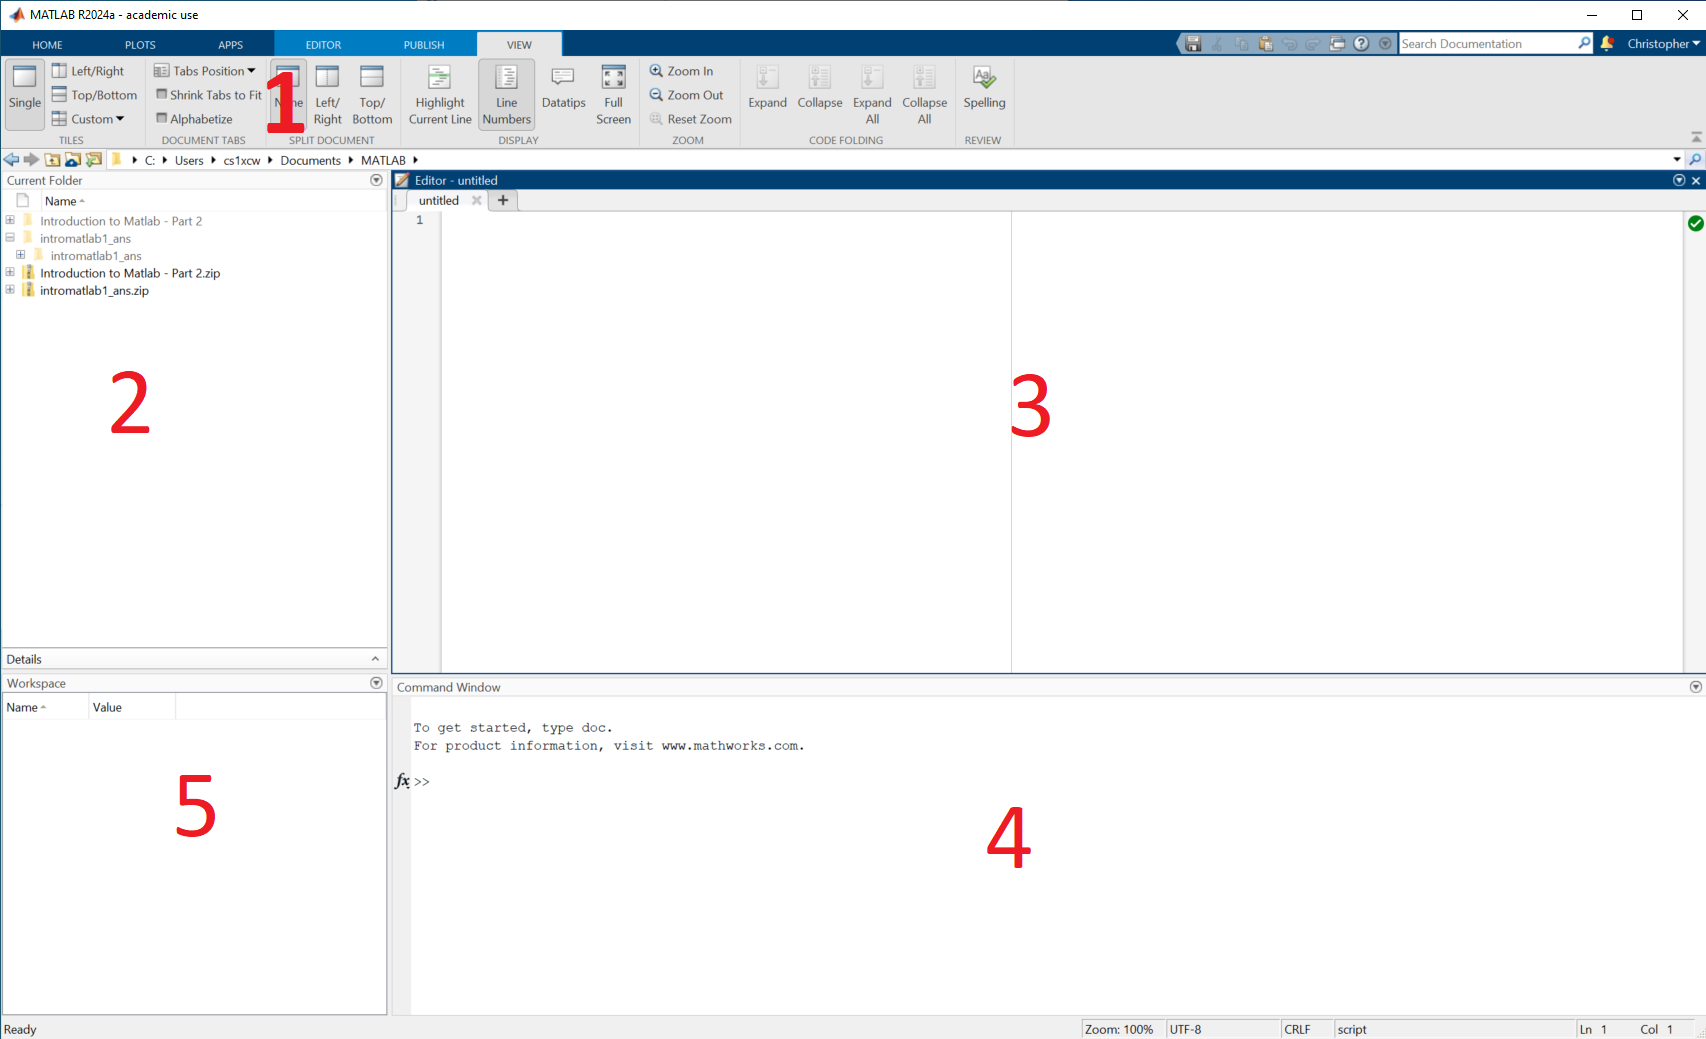 MATLAB R2024a - academic use
HOME PLOTS APPS EDITOR PUBLISH VIEW Search Documentation Christopher
Single Left/Right Top/Bottom Custom
Tabs Position Shrink Tabs to Fit Alphabetize
1
Left/ Right Top/ Bottom
Highlight Current Line Line Numbers Datatips Full Screen
Zoom In Zoom Out Reset Zoom
Expand Collapse Expand All Collapse All
Spelling
TILES DOCUMENT TABS SPLIT DOCUMENT DISPLAY ZOOM CODE FOLDING REVIEW
C: Users cs1xcw Documents MATLAB
Current Folder
Name
Introduction to Matlab - Part 2
intromatlab1_ans
intromatlab1_ans
Introduction to Matlab - Part 2.zip
intromatlab1_ans.zip
2
Details
Editor - untitled
untitled +
1
3
Workspace
Name Value
5
Command Window
To get started, type doc.
For product information, visit www.mathworks.com.
fx >>
4
Ready Zoom: 100% UTF-8 CRLF script Ln 1 Col 1